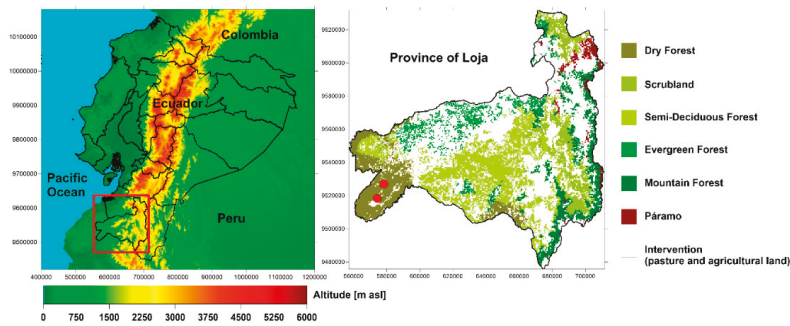 10100000
10000000
9900000
9800000
9700000
9600000
9500000
400000 500000 600000 700000 800000 900000 1000000 1100000 1200000
Colombia
Ecuador
Pacific
Ocean
Peru
Altitude [m asl]
0 750 1500 2250 3000 3750 4500 5250 6000
Province of Loja
9620000
9600000
9580000
9560000
9540000
9520000
9500000
9480000
560000 580000 600000 620000 640000 660000 680000 700000
Dry Forest
Scrubland
Semi-Deciduous Forest
Evergreen Forest
Mountain Forest
Páramo
Intervention
(pasture and agricultural land)